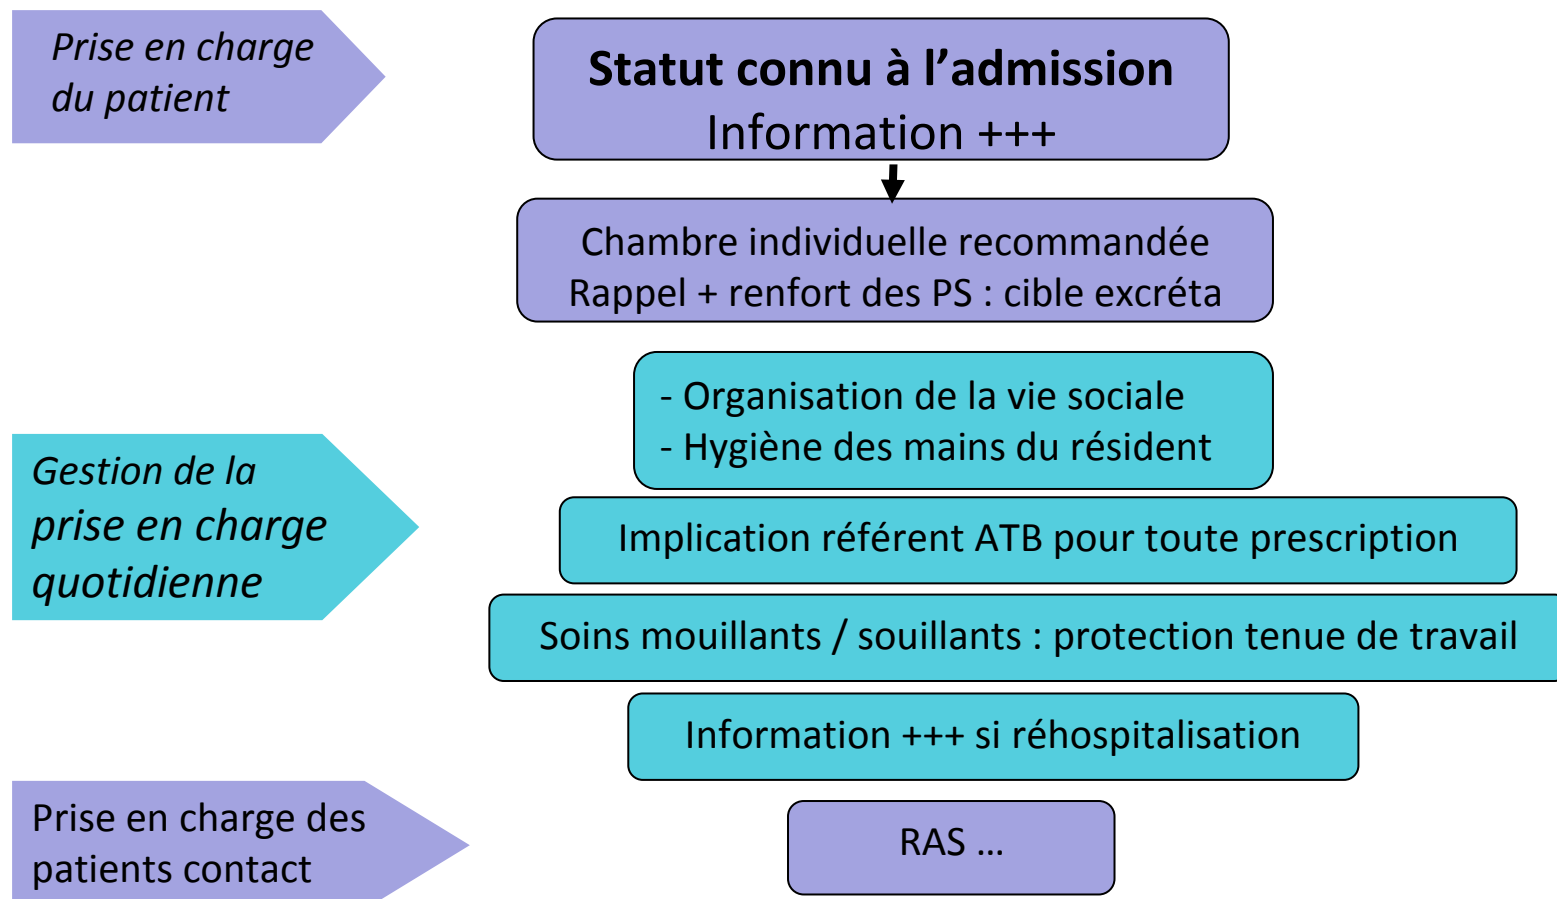 Prise en charge
du patient
Statut connu à l’admission
Information +++
Chambre individuelle recommandée
Rappel + renfort des PS : cible excréta
- Organisation de la vie sociale
- Hygiène des mains du résident
Gestion de la
prise en charge
quotidienne
Implication référent ATB pour toute prescription
Soins mouillants / souillants : protection tenue de travail
Information +++ si réhospitalisation
Prise en charge des
patients contact
RAS ...